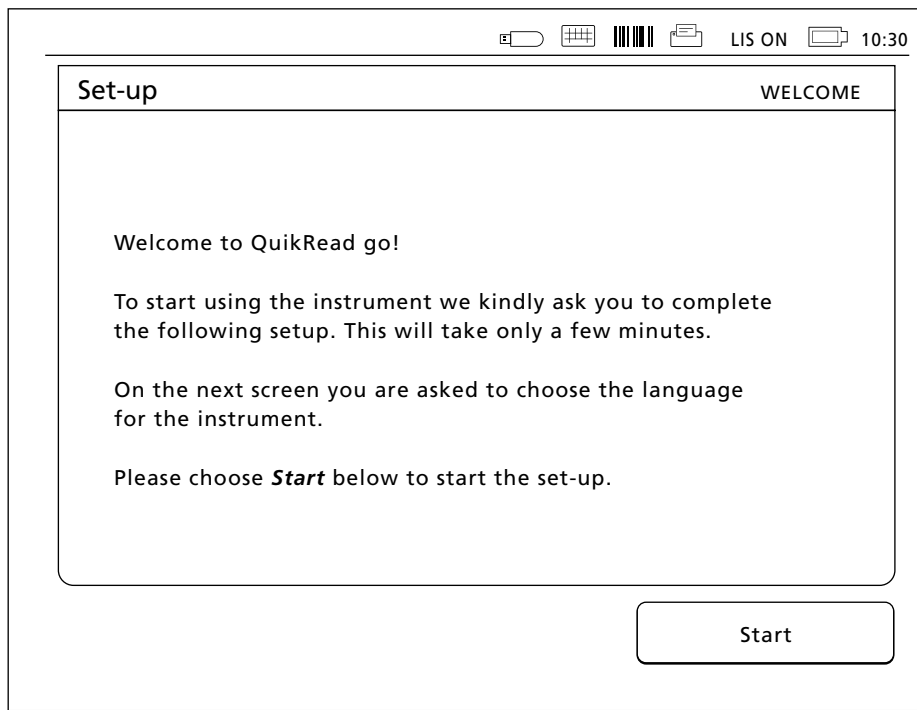 LIS ON 10:30
Set-up WELCOME
Welcome to QuikRead go!
To start using the instrument we kindly ask you to complete
the following setup. This will take only a few minutes.
On the next screen you are asked to choose the language
for the instrument.
Please choose Start below to start the set-up.
Start